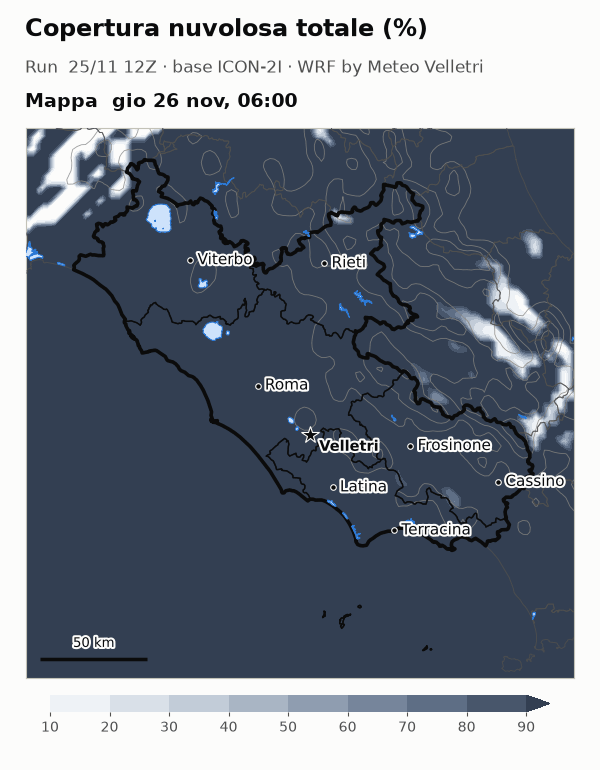 Copertura nuvolosa totale (%)
Run  25/11 12Z · base ICON-2I · WRF by Meteo Velletri
Mappa  gio 26 nov, 06:00
Viterbo
Rieti
Roma
Velletri
Frosinone
Latina
Cassino
Terracina
50 km
10 20 30 40 50 60 70 80 90